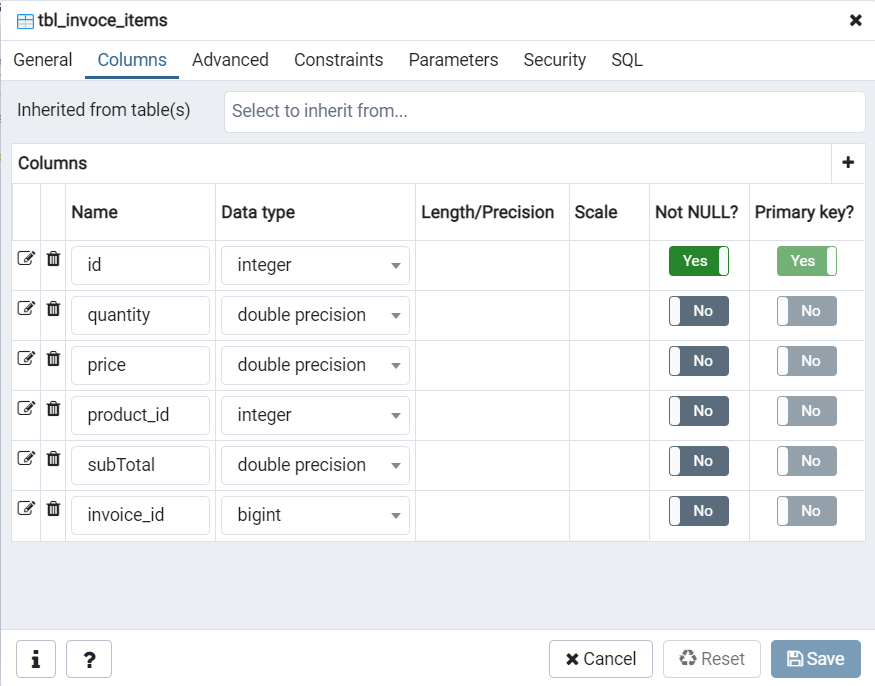 tbl_invoce_items
General Columns Advanced Constraints Parameters Security SQL
Inherited from table(s) Select to inherit from...
Columns
Name Data type Length/Precision Scale Not NULL? Primary key?
id integer Yes Yes
quantity double precision No No
price double precision No No
product_id integer No No
subTotal double precision No No
invoice_id bigint No No
i ? Cancel Reset Save